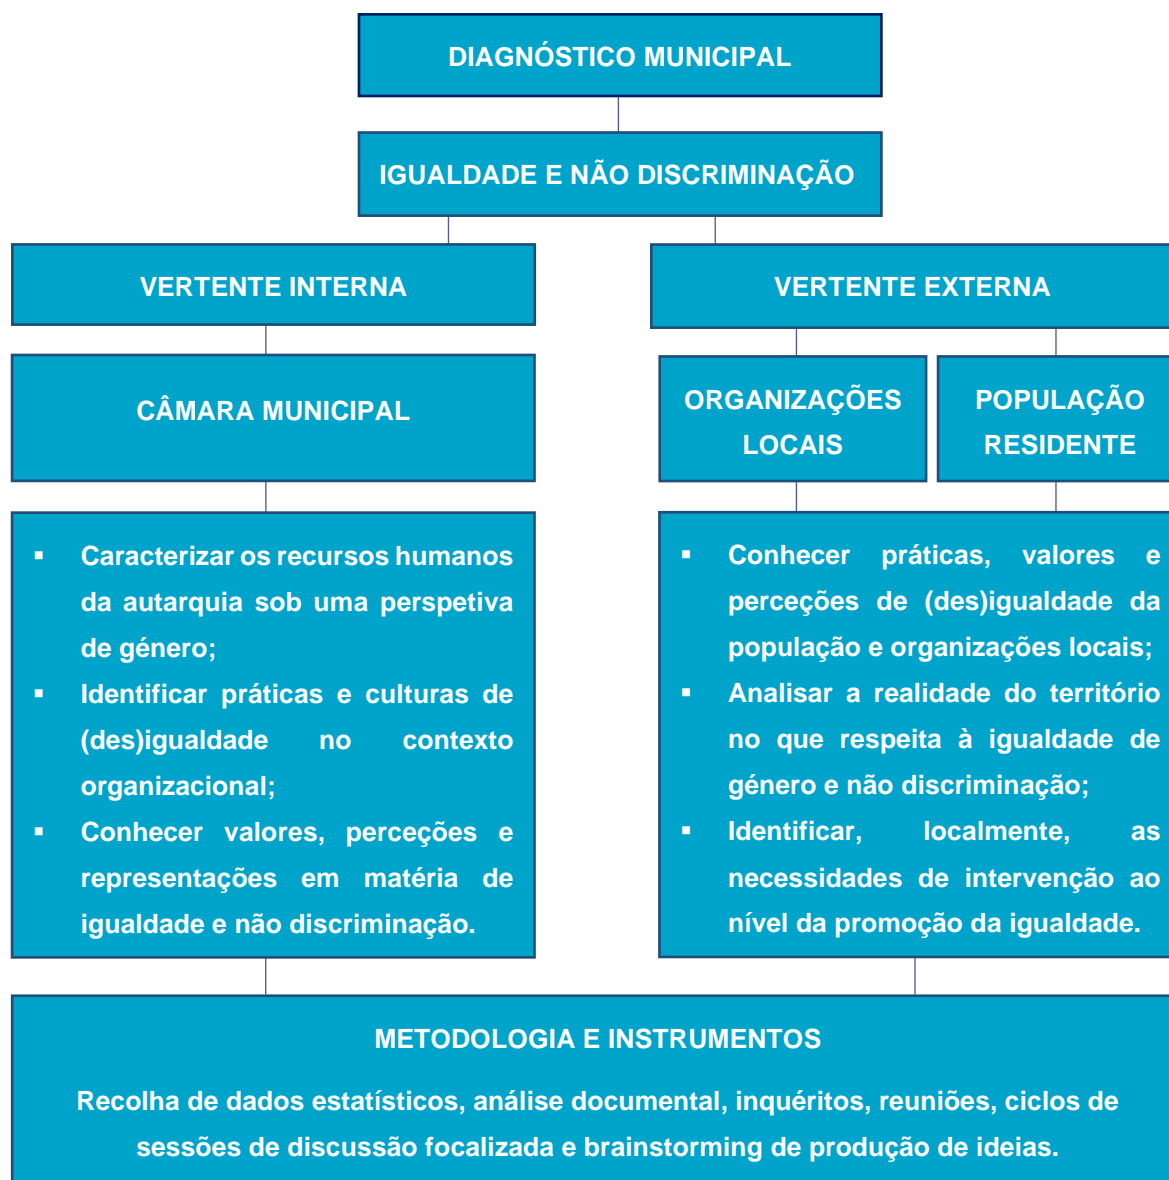 DIAGNÓSTICO MUNICIPAL
IGUALDADE E NÃO DISCRIMINAÇÃO
VERTENTE INTERNA
VERTENTE EXTERNA
CÂMARA MUNICIPAL
ORGANIZAÇÕES
LOCAIS
POPULAÇÃO
RESIDENTE
▪ Caracterizar os recursos humanos
da autarquia sob uma perspetiva
de género;
▪ Identificar práticas e culturas de
(des)igualdade no contexto
organizacional;
▪ Conhecer valores, perceções e
representações em matéria de
igualdade e não discriminação.
▪ Conhecer práticas, valores e
perceções de (des)igualdade da
população e organizações locais;
▪ Analisar a realidade do território
no que respeita à igualdade de
género e não discriminação;
▪ Identificar, localmente, as
necessidades de intervenção ao
nível da promoção da igualdade.
METODOLOGIA E INSTRUMENTOS
Recolha de dados estatísticos, análise documental, inquéritos, reuniões, ciclos de
sessões de discussão focalizada e brainstorming de produção de ideias.